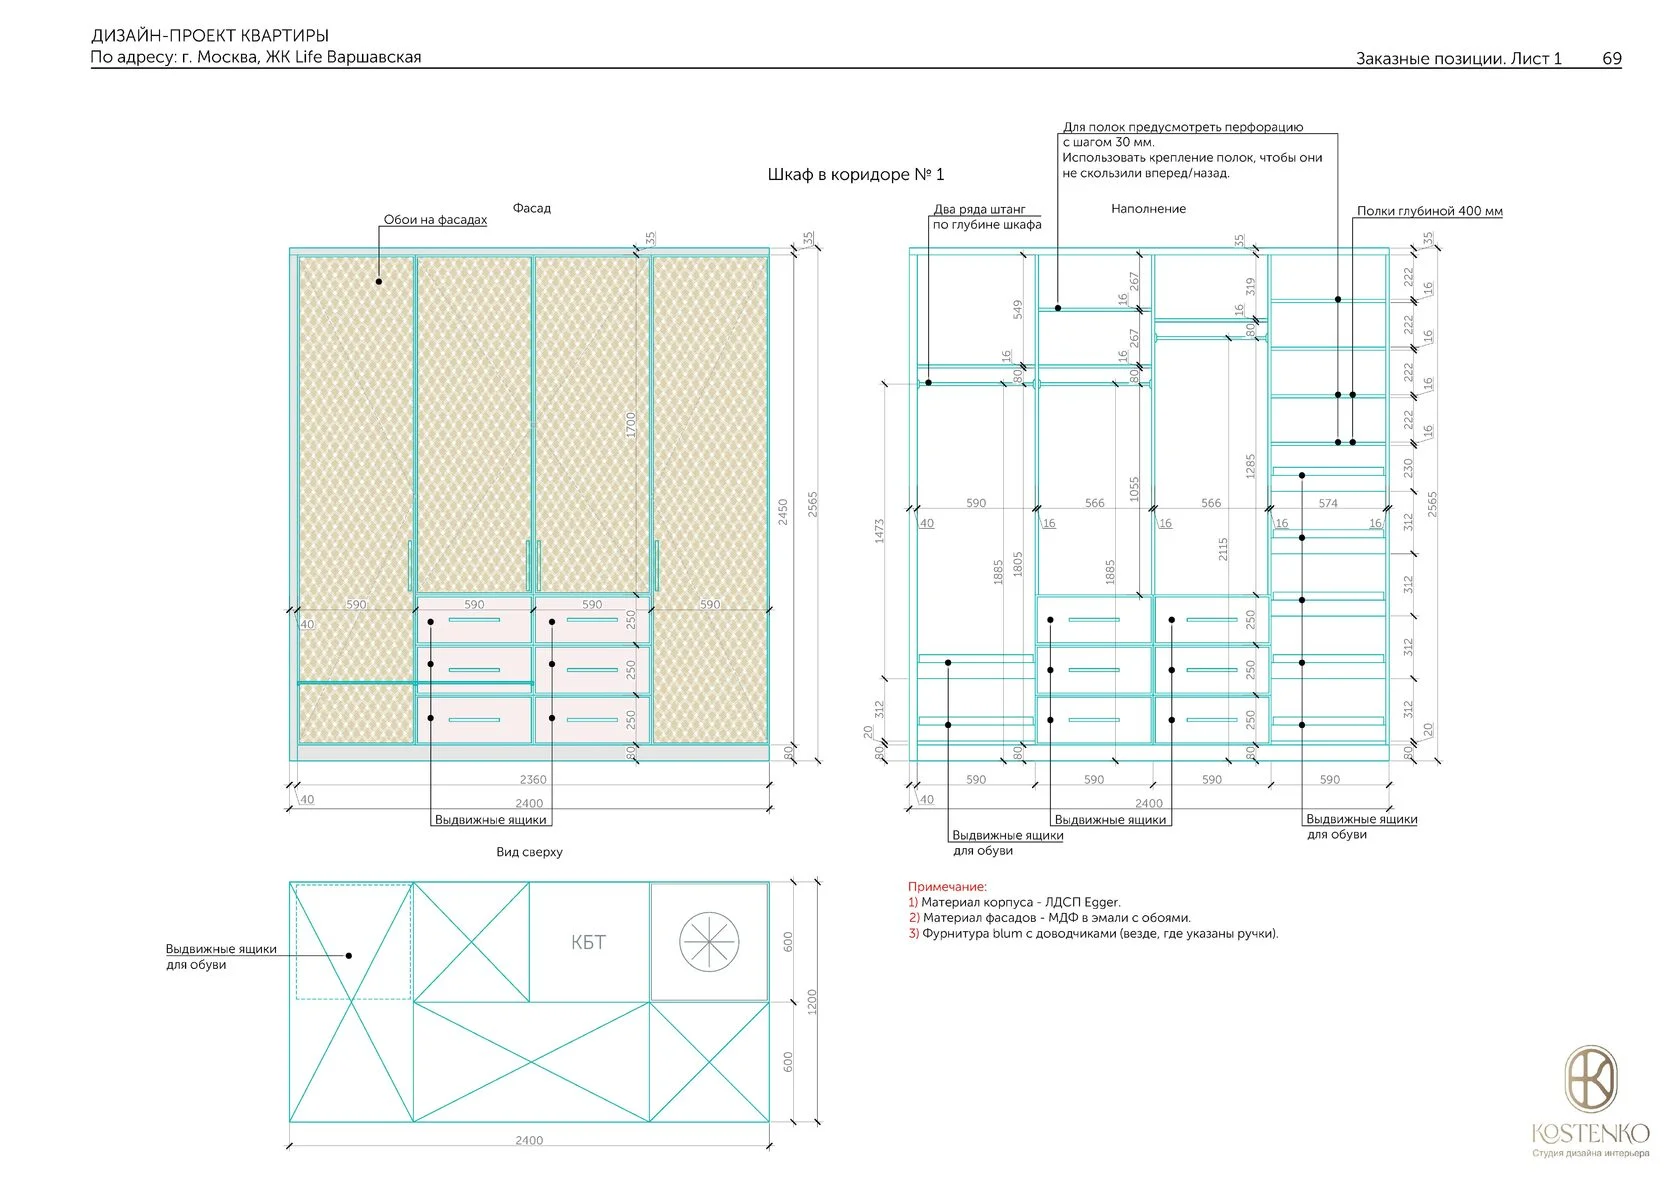 ДИЗАЙН-ПРОЕКТ КВАРТИРЫ
По адресу: г. Москва, ЖК Life Варшавская
Заказные позиции. Лист 1 69
Шкаф в коридоре № 1
Фасад
Обои на фасадах
35
35
1700
2450
2565
590 590 590 590
40
250
250
250
80
80
2360
40
2400
Выдвижные ящики
Наполнение
Для полок предусмотреть перфорацию
с шагом 30 мм.
Использовать крепление полок, чтобы они
не скользили вперед/назад.
Два ряда штанг
по глубине шкафа
Полки глубиной 400 мм
35
35
549
267
16
267
16
16
80
80
319
16
80
222
16
222
16
222
16
222
16
230
312
312
312
312
20
80
2565
590 566 566 574
40 16 16 16 16
1473
1885
1805
1885
1055
2115
1285
312
20
80
80
250
250
250
80
590 590 590 590
40
2400
Выдвижные ящики
для обуви
Выдвижные ящики
Выдвижные ящики
для обуви
Вид сверху
Выдвижные ящики
для обуви
КБТ
600
600
1200
2400
Примечание:
1) Материал корпуса - ЛДСП Egger.
2) Материал фасадов - МДФ в эмали с обоями.
3) Фурнитура blum с доводчиками (везде, где указаны ручки).
KOSTENKO
Студия дизайна интерьера